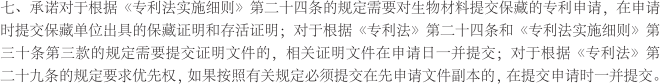 七、承诺对于根据《专利法实施细则》第二十四条的规定需要对生物材料提交保藏的专利申请，在申请
时提交保藏单位出具的保藏证明和存活证明；对于根据《专利法》第二十四条和《专利法实施细则》第
三十条第三款的规定需要提交证明文件的，相关证明文件在申请日一并提交；对于根据《专利法》第
二十九条的规定要求优先权，如果按照有关规定必须提交在先申请文件副本的，在提交申请时一并提交。